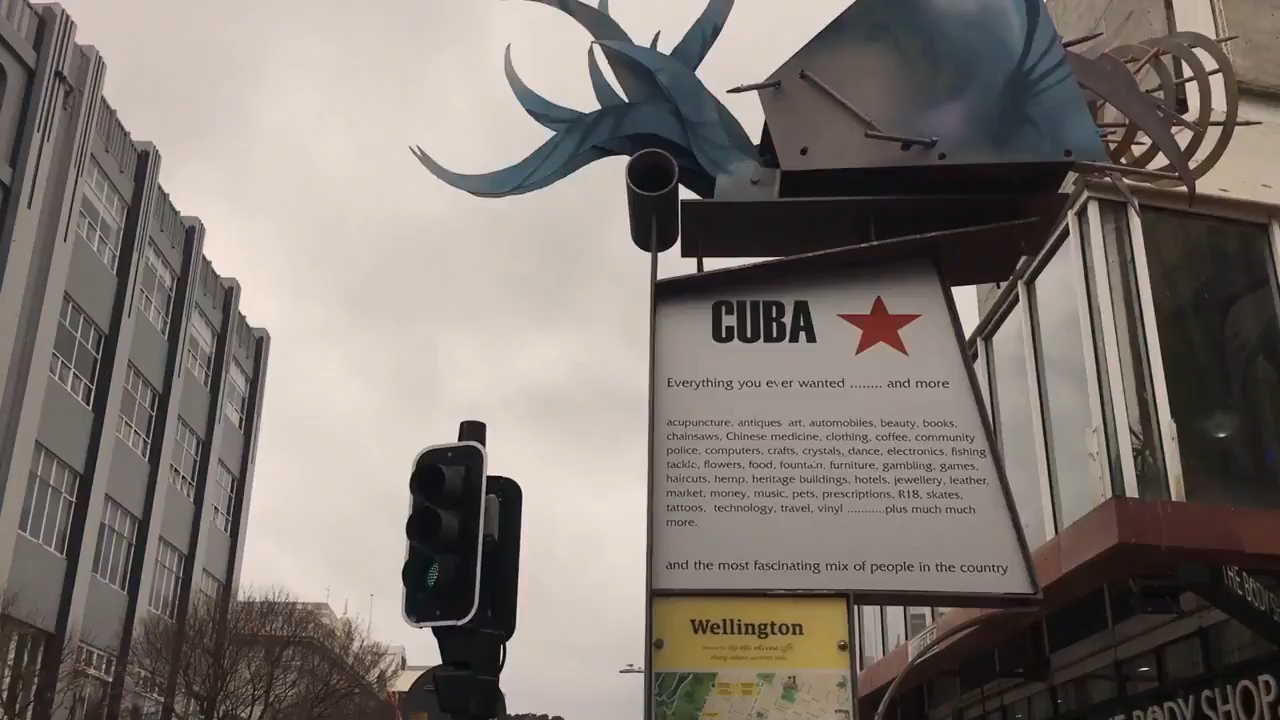 CUBA
Everything you ever wanted ........ and more
acupuncture, antiques art, automobiles, beauty, books,
chainsaws, Chinese medicine, clothing, coffee, community
police, computers, crafts, crystals, dance, electronics, fishing
tackle, flowers, food, fountain, furniture, gambling, games,
haircuts, hemp, heritage buildings, hotels, jewellery, leather,
market, money, music, pets, prescriptions, R18, skates,
tattoos, technology, travel, vinyl ...........plus much much
more.
and the most fascinating mix of people in the country
Wellington
THE BODY
BODY SHOP